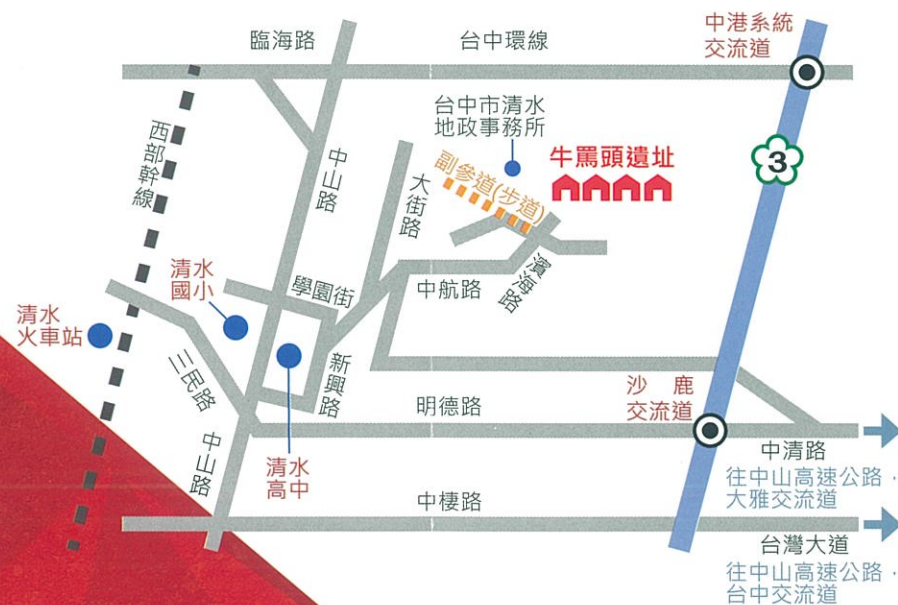 中港系統
交流道
臨海路
台中環線
台中市清水
地政事務所
牛罵頭遺址
3
西部幹線
中山路
大街路
副參道(步道)
濱海路
學園街
中航路
清水
國小
清水
火車站
三民路
新興路
沙鹿
交流道
明德路
中山路
清水
高中
中清路
往中山高速公路·
大雅交流道
中棲路
台灣大道
往中山高速公路·
台中交流道